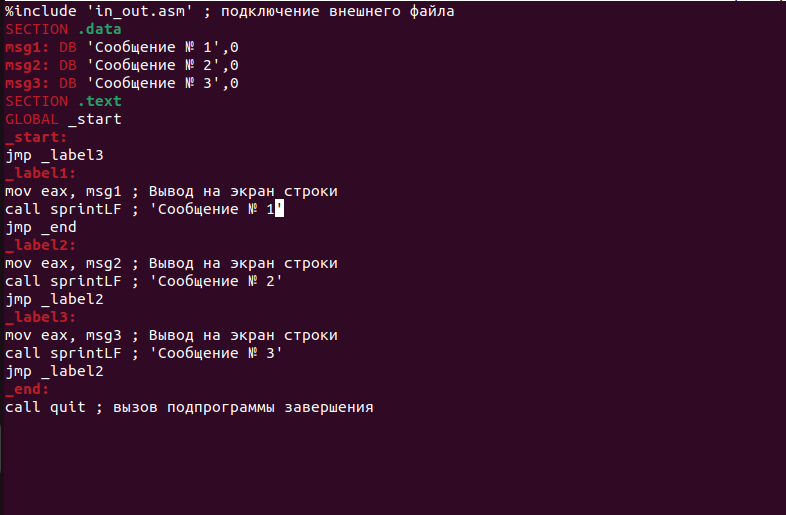 %include 'in_out.asm' ; подключение внешнего файла
SECTION .data
msg1: DB 'Сообщение № 1',0
msg2: DB 'Сообщение № 2',0
msg3: DB 'Сообщение № 3',0
SECTION .text
GLOBAL _start
_start:
jmp _label3
_label1:
mov eax, msg1 ; Вывод на экран строки
call sprintLF ; 'Сообщение № 1'
jmp _end
_label2:
mov eax, msg2 ; Вывод на экран строки
call sprintLF ; 'Сообщение № 2'
jmp _label2
_label3:
mov eax, msg3 ; Вывод на экран строки
call sprintLF ; 'Сообщение № 3'
jmp _label2
_end:
call quit ; вызов подпрограммы завершения